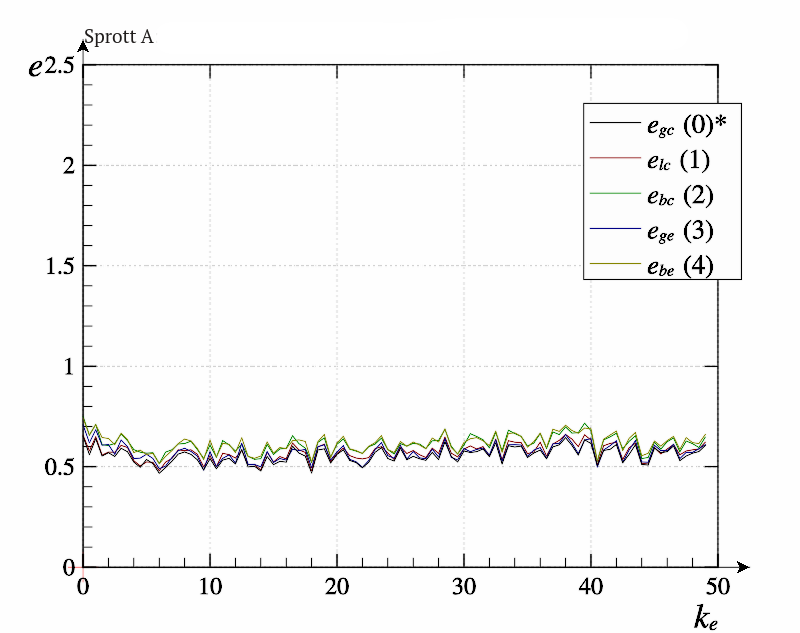 Sprott A
e
2.5
2
1.5
1
0.5
0
e_gc (0)*
e_lc (1)
e_bc (2)
e_ge (3)
e_be (4)
0 10 20 30 40 50
k_e